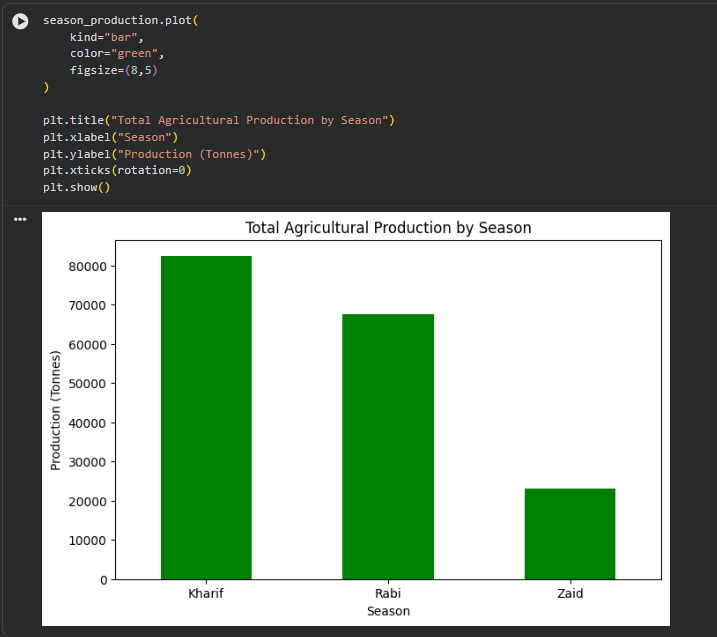 season_production.plot(
    kind="bar",
    color="green",
    figsize=(8,5)
)
plt.title("Total Agricultural Production by Season")
plt.xlabel("Season")
plt.ylabel("Production (Tonnes)")
plt.xticks(rotation=0)
plt.show()
Total Agricultural Production by Season
Production (Tonnes)
80000
70000
60000
50000
40000
30000
20000
10000
0
Kharif Rabi Zaid
Season